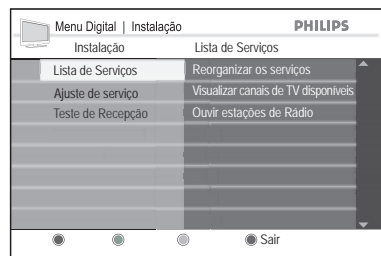 Menu Digital | Instalação PHILIPS
Instalação Lista de Serviços
Lista de Serviços Reorganizar os serviços
Ajuste de serviço Visualizar canais de TV disponíveis
Teste de Recepção Ouvir estações de Rádio
Sair